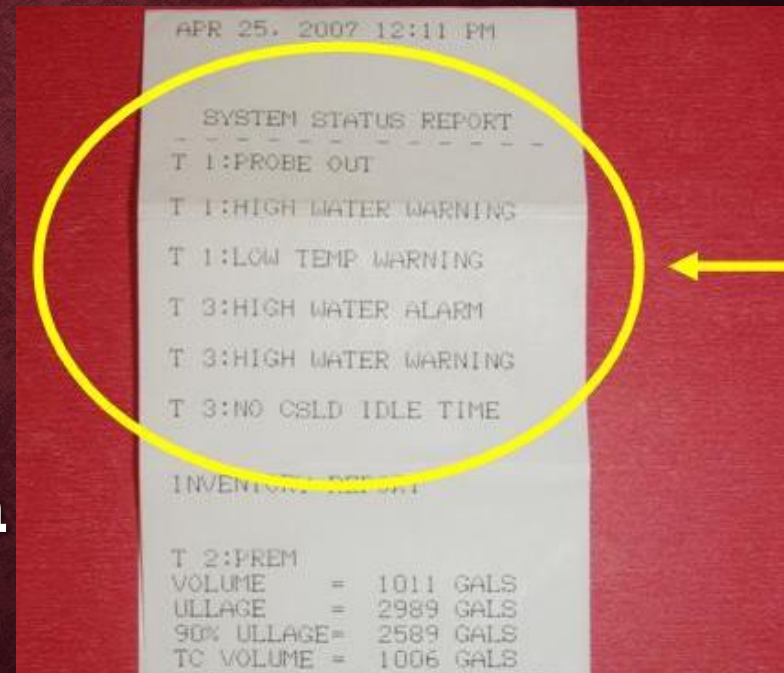 APR 25, 2007 12:11 PM
SYSTEM STATUS REPORT
- - - - - - - - - - - -
T 1:PROBE OUT
T 1:HIGH WATER WARNING
T 1:LOW TEMP WARNING
T 3:HIGH WATER ALARM
T 3:HIGH WATER WARNING
T 3:NO CSLD IDLE TIME
INVENTORY REPORT
T 2:PREM
VOLUME = 1011 GALS
ULLAGE = 2989 GALS
90% ULLAGE= 2589 GALS
TC VOLUME = 1006 GALS